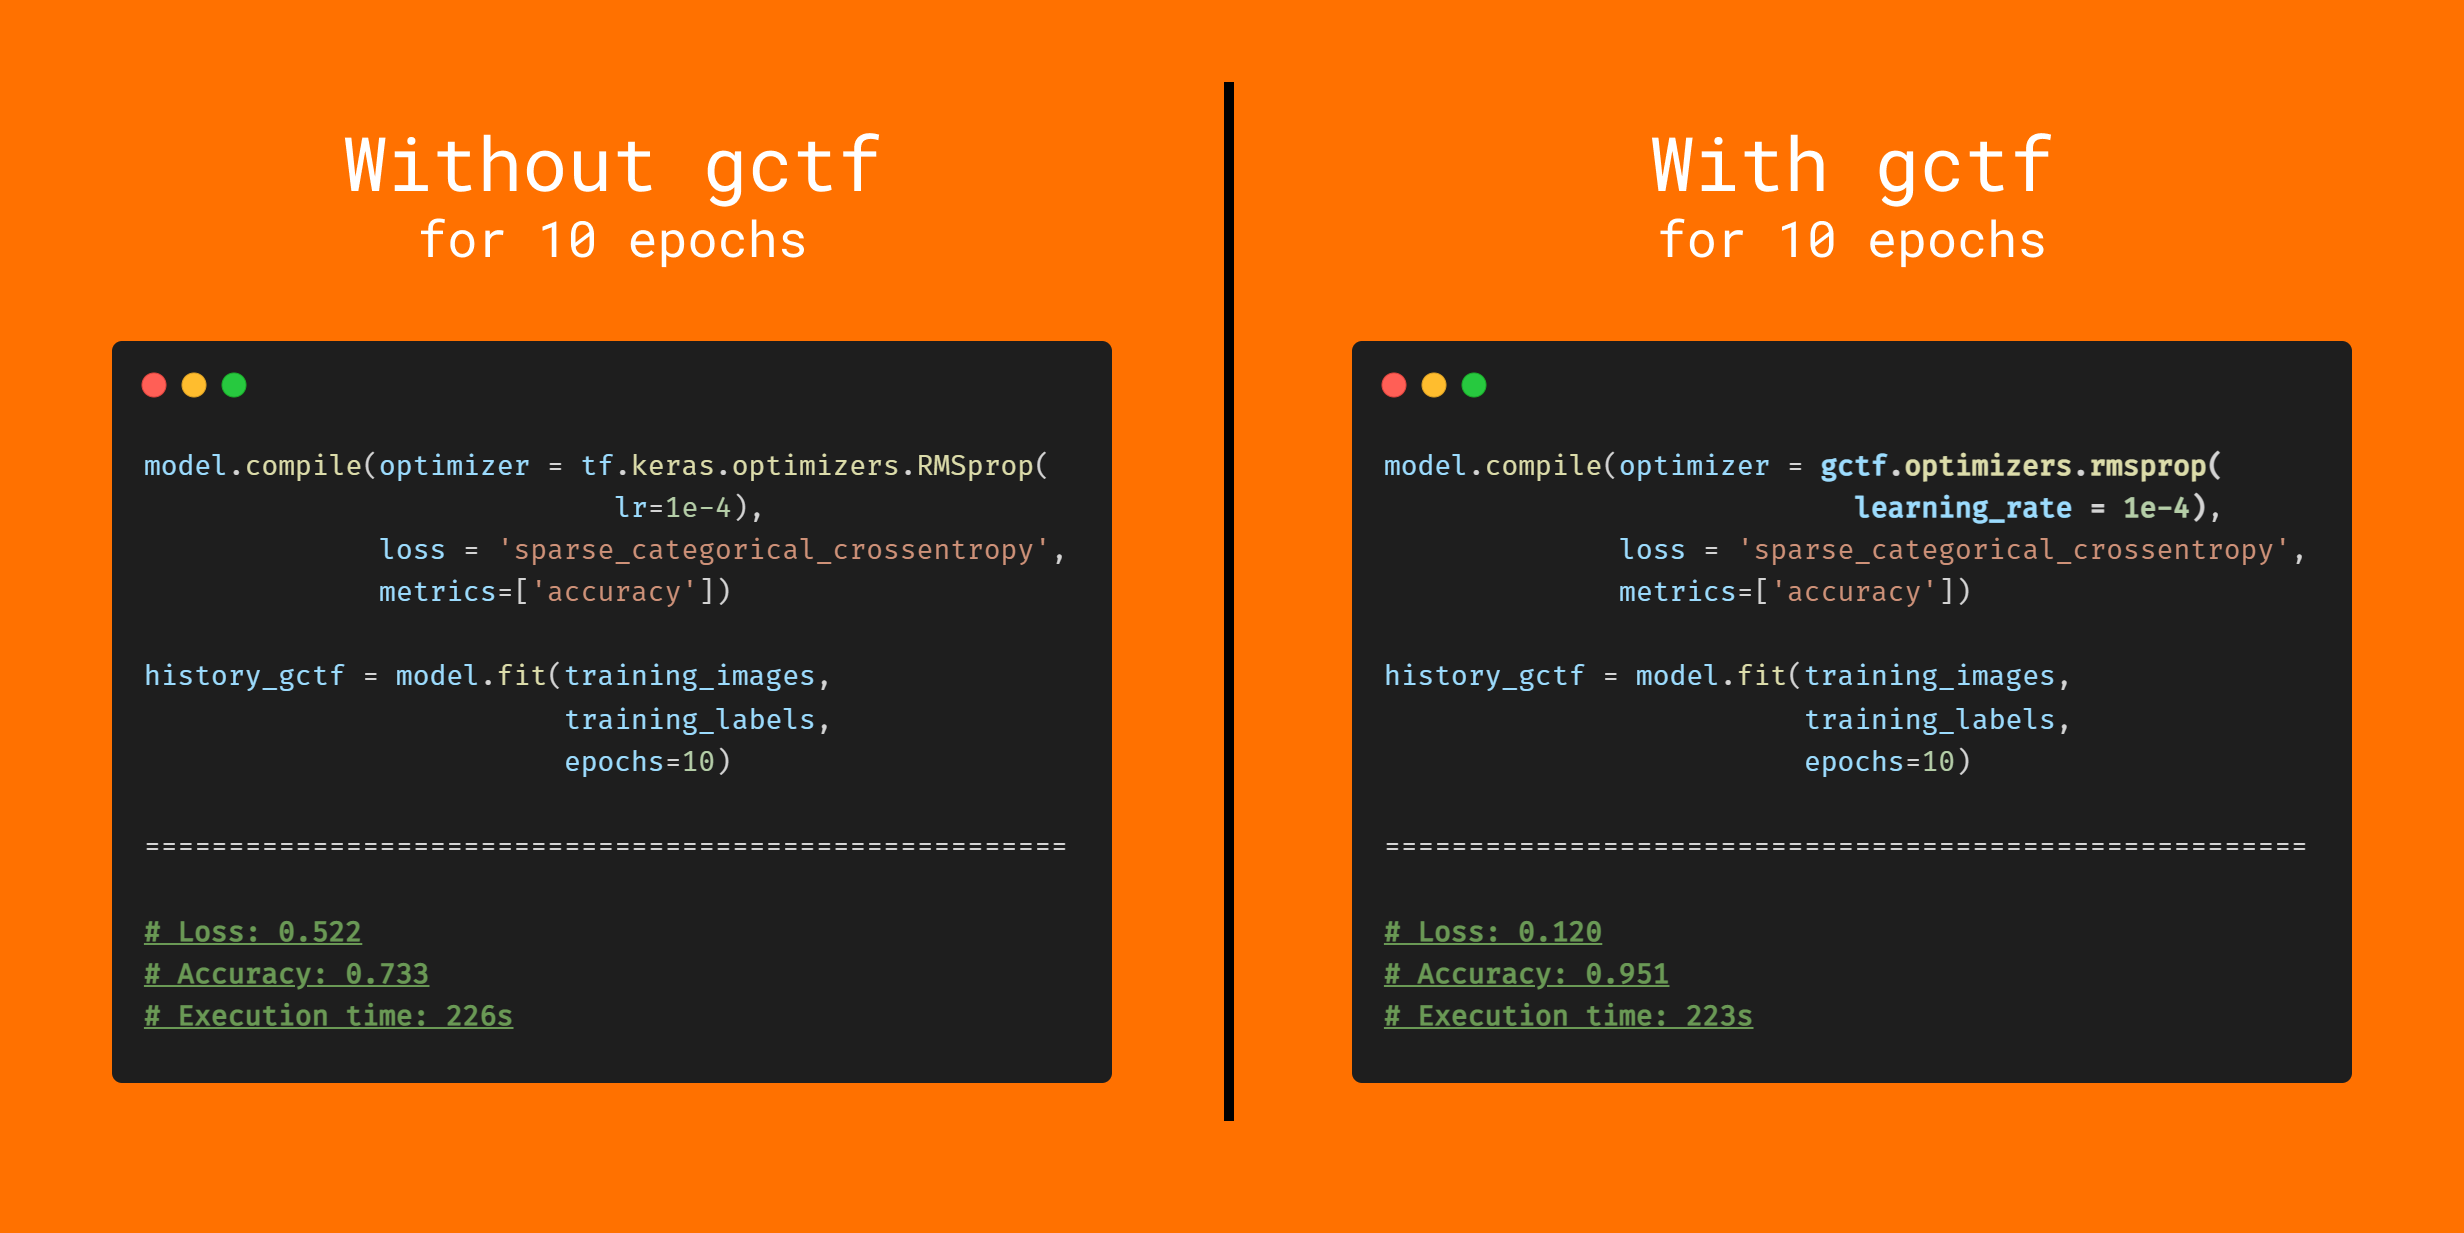 Without gctf
for 10 epochs
model.compile(optimizer = tf.keras.optimizers.RMSprop(
lr=1e-4),
loss = 'sparse_categorical_crossentropy',
metrics=['accuracy'])
history_gctf = model.fit(training_images,
training_labels,
epochs=10)
=======================================================
# Loss: 0.522
# Accuracy: 0.733
# Execution time: 226s
With gctf
for 10 epochs
model.compile(optimizer = gctf.optimizers.rmsprop(
learning_rate = 1e-4),
loss = 'sparse_categorical_crossentropy',
metrics=['accuracy'])
history_gctf = model.fit(training_images,
training_labels,
epochs=10)
=======================================================
# Loss: 0.120
# Accuracy: 0.951
# Execution time: 223s